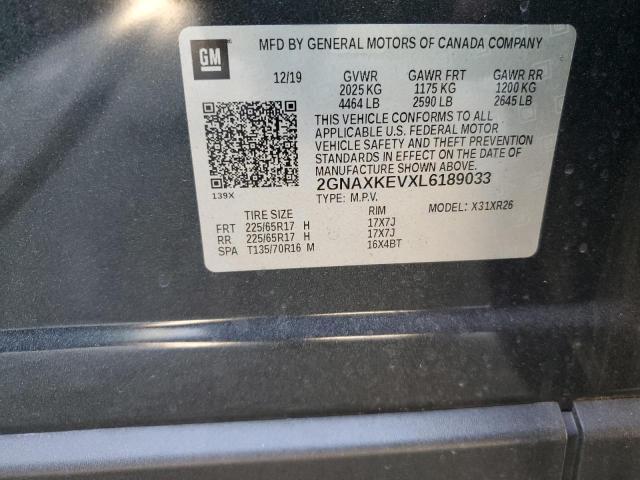 GM
MFD BY GENERAL MOTORS OF CANADA COMPANY
12/19 GVWR GAWR FRT GAWR RR
2025 KG 1175 KG 1200 KG
4464 LB 2590 LB 2645 LB
THIS VEHICLE CONFORMS TO ALL
APPLICABLE U.S. FEDERAL MOTOR
VEHICLE SAFETY AND THEFT PREVENTION
STANDARDS IN EFFECT ON THE DATE OF
MANUFACTURE SHOWN ABOVE.
139X
2GNAXKEVXL6189033
TYPE: M.P.V. MODEL: X31XR26
TIRE SIZE RIM
FRT 225/65R17 H 17X7J
RR 225/65R17 H 17X7J
SPA T135/70R16 M 16X4BT